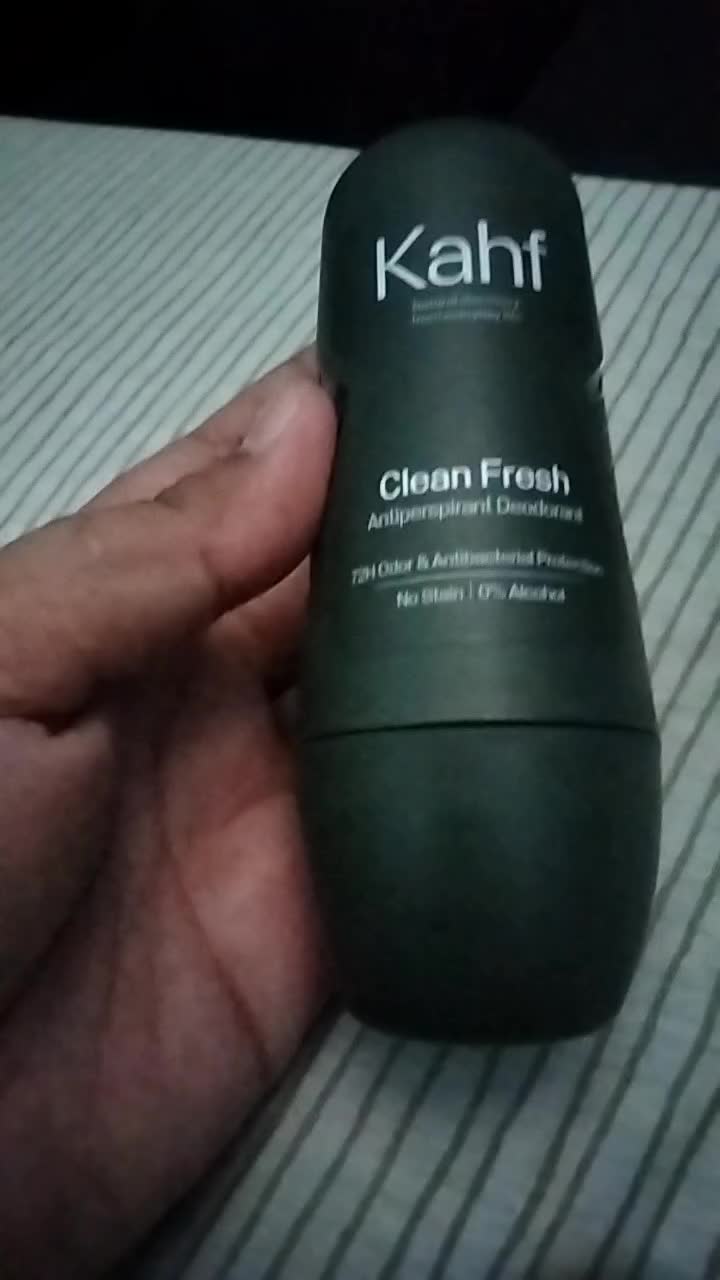 Kahf
Clean Fresh
Antiperspirant Deodorant
72H Odor & Antibacterial Protection
No Stain | 0% Alcohol